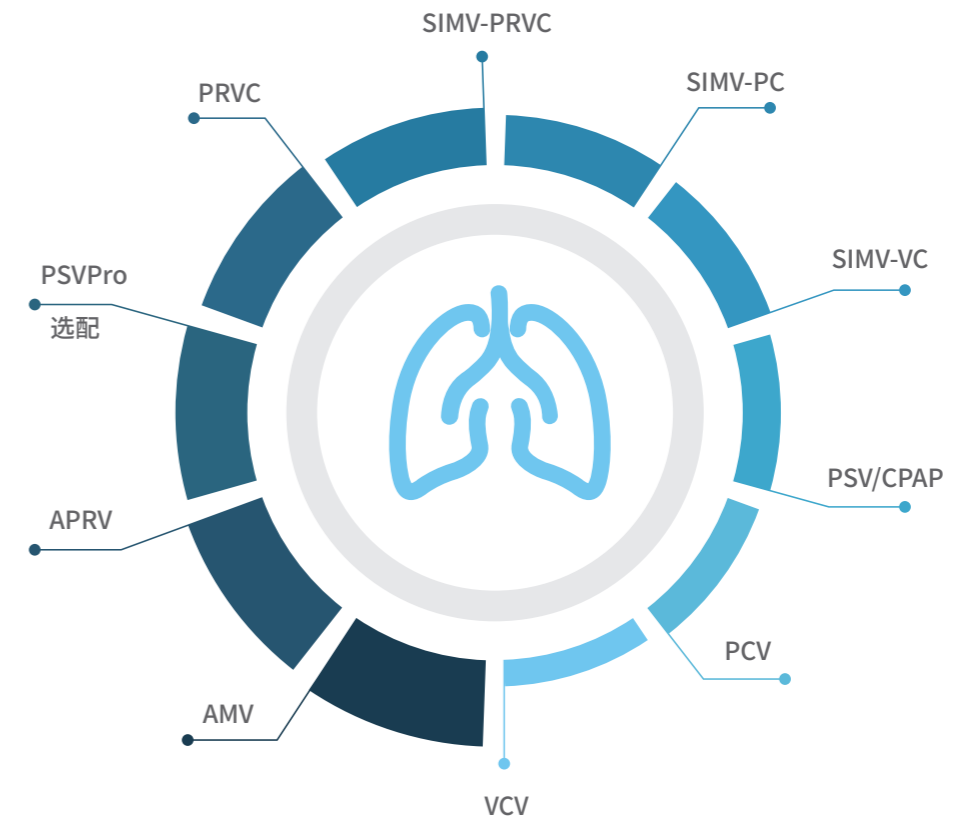 SIMV-PRVC
SIMV-PC
PRVC
SIMV-VC
PSVPro
选配
PSV/CPAP
APRV
PCV
AMV
VCV